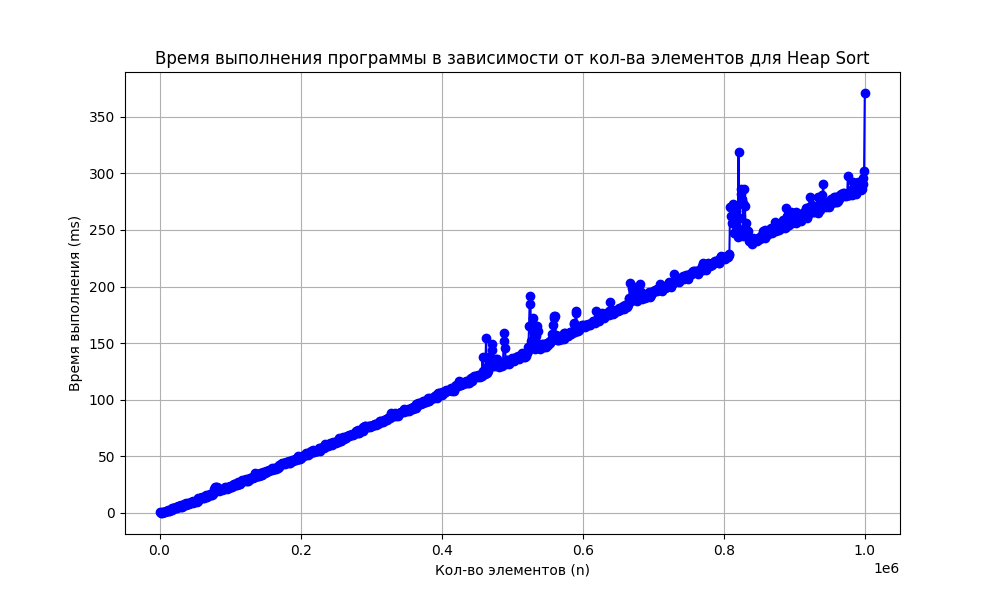 Время выполнения программы в зависимости от кол-ва элементов для Heap Sort
350
300
250
200
150
100
50
0
Время выполнения (ms)
0.0 0.2 0.4 0.6 0.8 1.0
1e6
Кол-во элементов (n)